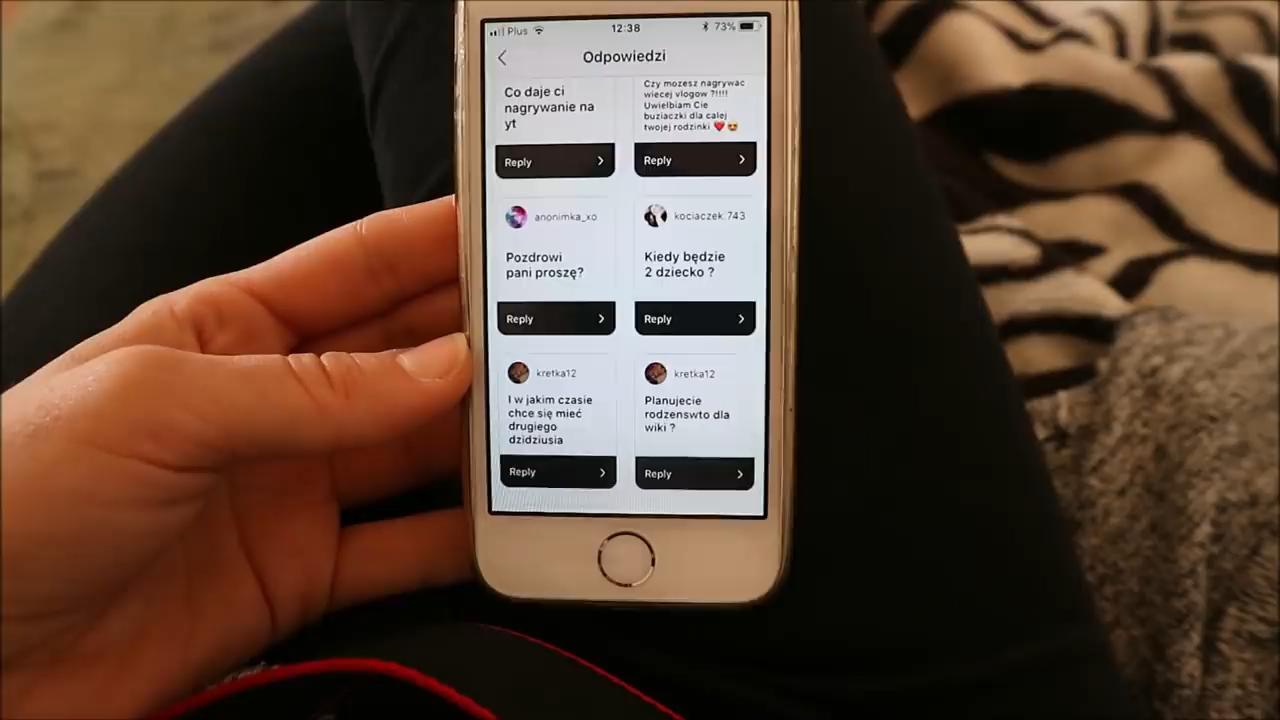 Plus 12:38 73%
Odpowiedzi
Co daje ci
nagrywanie na
yt
Reply
Czy mozesz nagrywac
wiecej vlogow ?!!!!
Uwielbiam Cie
buziaczki dla calej
twojej rodzinki ❤️😍
Reply
anonimka_xo
Pozdrowi
pani proszę?
Reply
kociaczek.743
Kiedy będzie
2 dziecko ?
Reply
kretka12
I w jakim czasie
chce się mieć
drugiego
dzidziusia
Reply
kretka12
Planujecie
rodzenswto dla
wiki ?
Reply